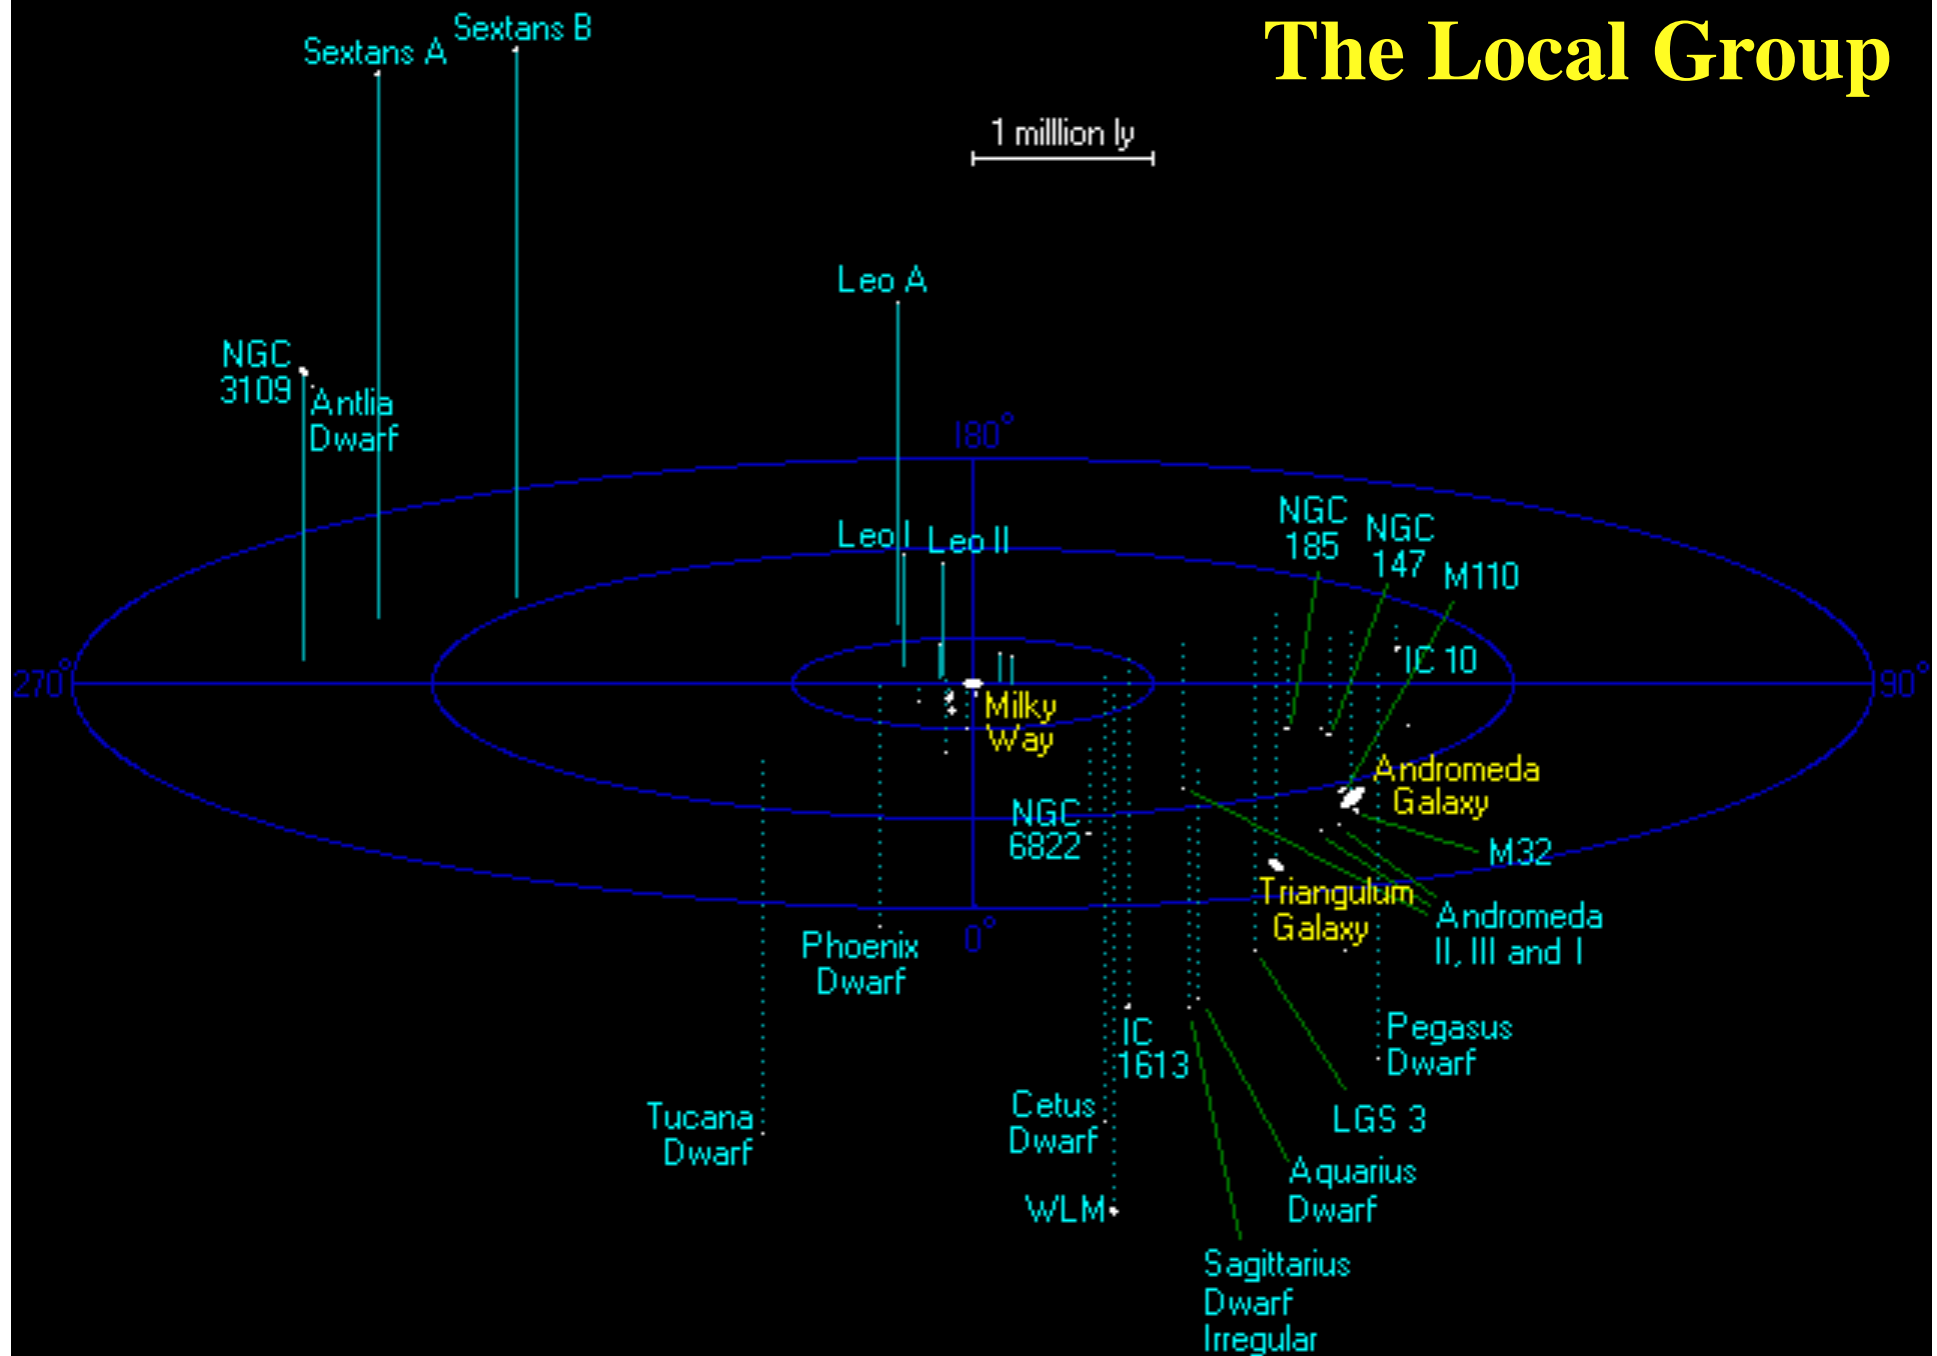 The Local Group
Sextans A
Sextans B
1 milllion ly
Leo A
NGC
3109
Antlia
Dwarf
180°
Leo I
Leo II
NGC
185
NGC
147
M110
IC 10
270°
90°
Milky
Way
Andromeda
Galaxy
NGC
6822
M32
Triangulum
Galaxy
Andromeda
II, III and I
0°
Phoenix
Dwarf
IC
1613
Pegasus
Dwarf
Tucana
Dwarf
Cetus
Dwarf
LGS 3
Aquarius
Dwarf
WLM
Sagittarius
Dwarf
Irregular